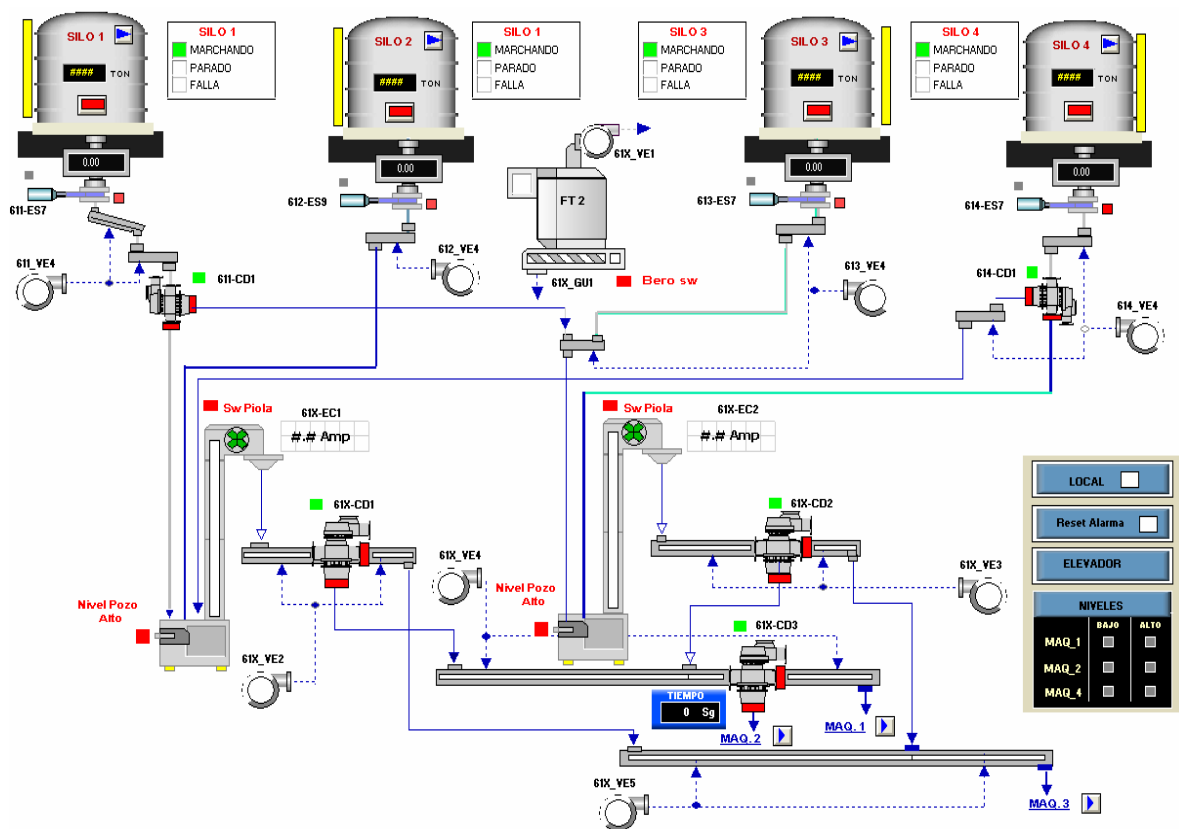 SILO 1
#### TON
0.00
SILO 1
MARCHANDO
PARADO
FALLA
SILO 2
#### TON
0.00
SILO 1
MARCHANDO
PARADO
FALLA
SILO 3
MARCHANDO
PARADO
FALLA
SILO 3
#### TON
0.00
SILO 4
MARCHANDO
PARADO
FALLA
SILO 4
#### TON
0.00
61X_VE1
FT 2
611-ES7
612-ES9
613-ES7
614-ES7
611_VE4
611-CD1
612_VE4
61X_GU1
Bero sw
613_VE4
614-CD1
614_VE4
Sw Piola
61X-EC1
#.# Amp
Sw Piola
61X-EC2
#.# Amp
61X-CD1
61X-CD2
61X_VE4
61X_VE3
Nivel Pozo
Alto
Nivel Pozo
Alto
61X_VE2
61X-CD3
TIEMPO
0 Sg
MAQ. 2
MAQ. 1
61X_VE5
MAQ. 3
LOCAL
Reset Alarma
ELEVADOR
NIVELES
BAJO ALTO
MAQ_1
MAQ_2
MAQ_4